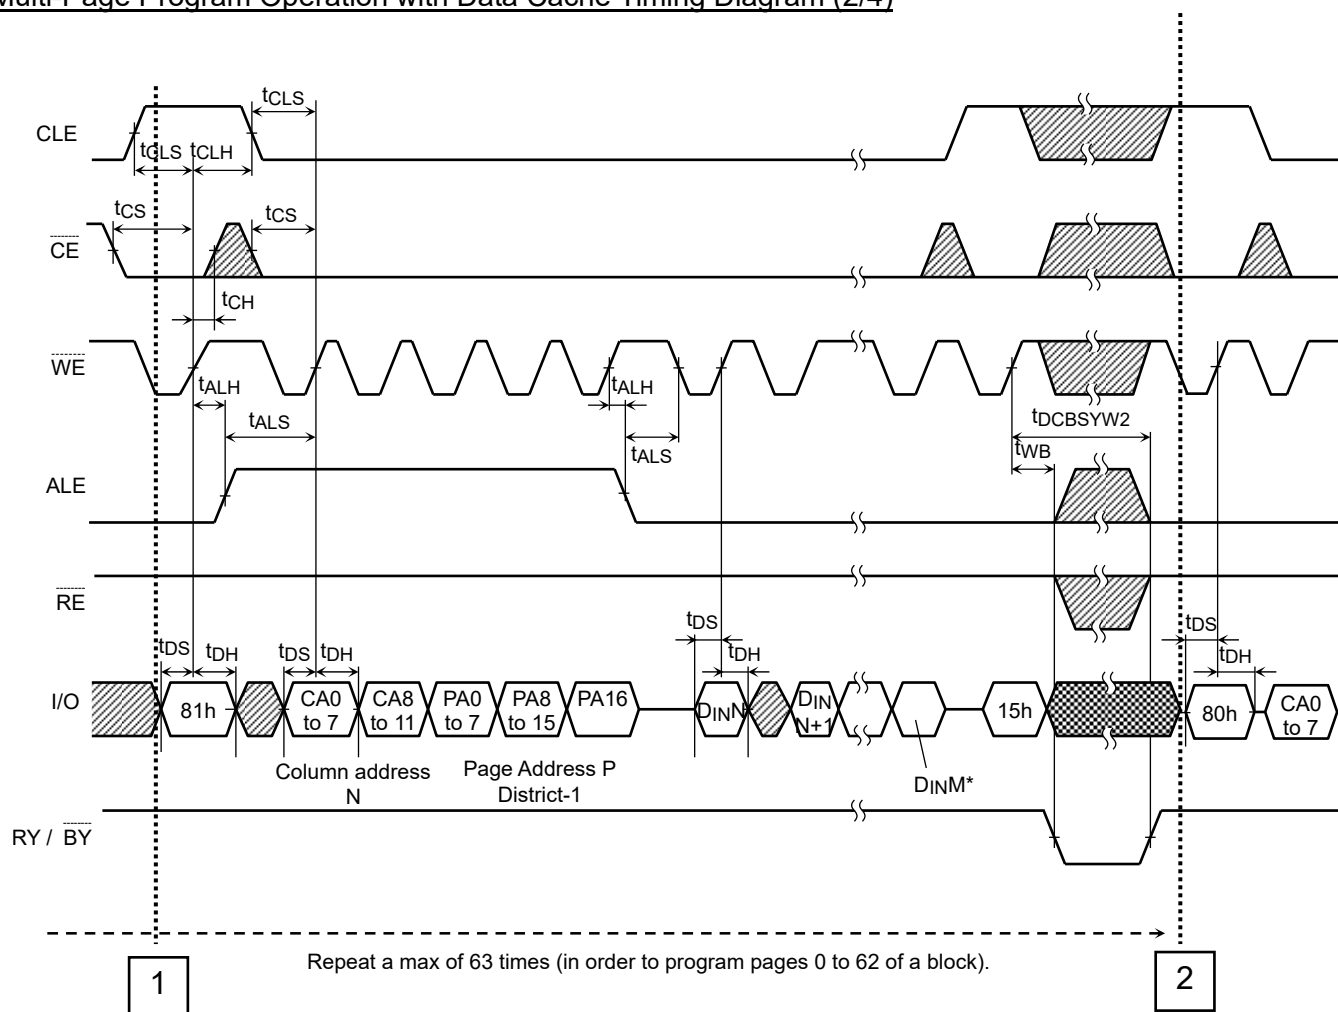 Multi-Page Program Operation with Data Cache Timing Diagram (2/4)
tCLS
CLE
tCLS tCLH
tCS tCS
CE
tCH
WE
tALH tALH
tALS tDCBSYW2
tALS tWB
ALE
RE
tDS tDS
tDS tDH tDS tDH tDH tDH
I/O 81h CA0 to 7 CA8 to 11 PA0 to 7 PA8 to 15 PA16 DINN DIN N+1 15h 80h CA0 to 7
Column address
N
Page Address P
District-1
DINM*
RY / BY
Repeat a max of 63 times (in order to program pages 0 to 62 of a block).
1 2